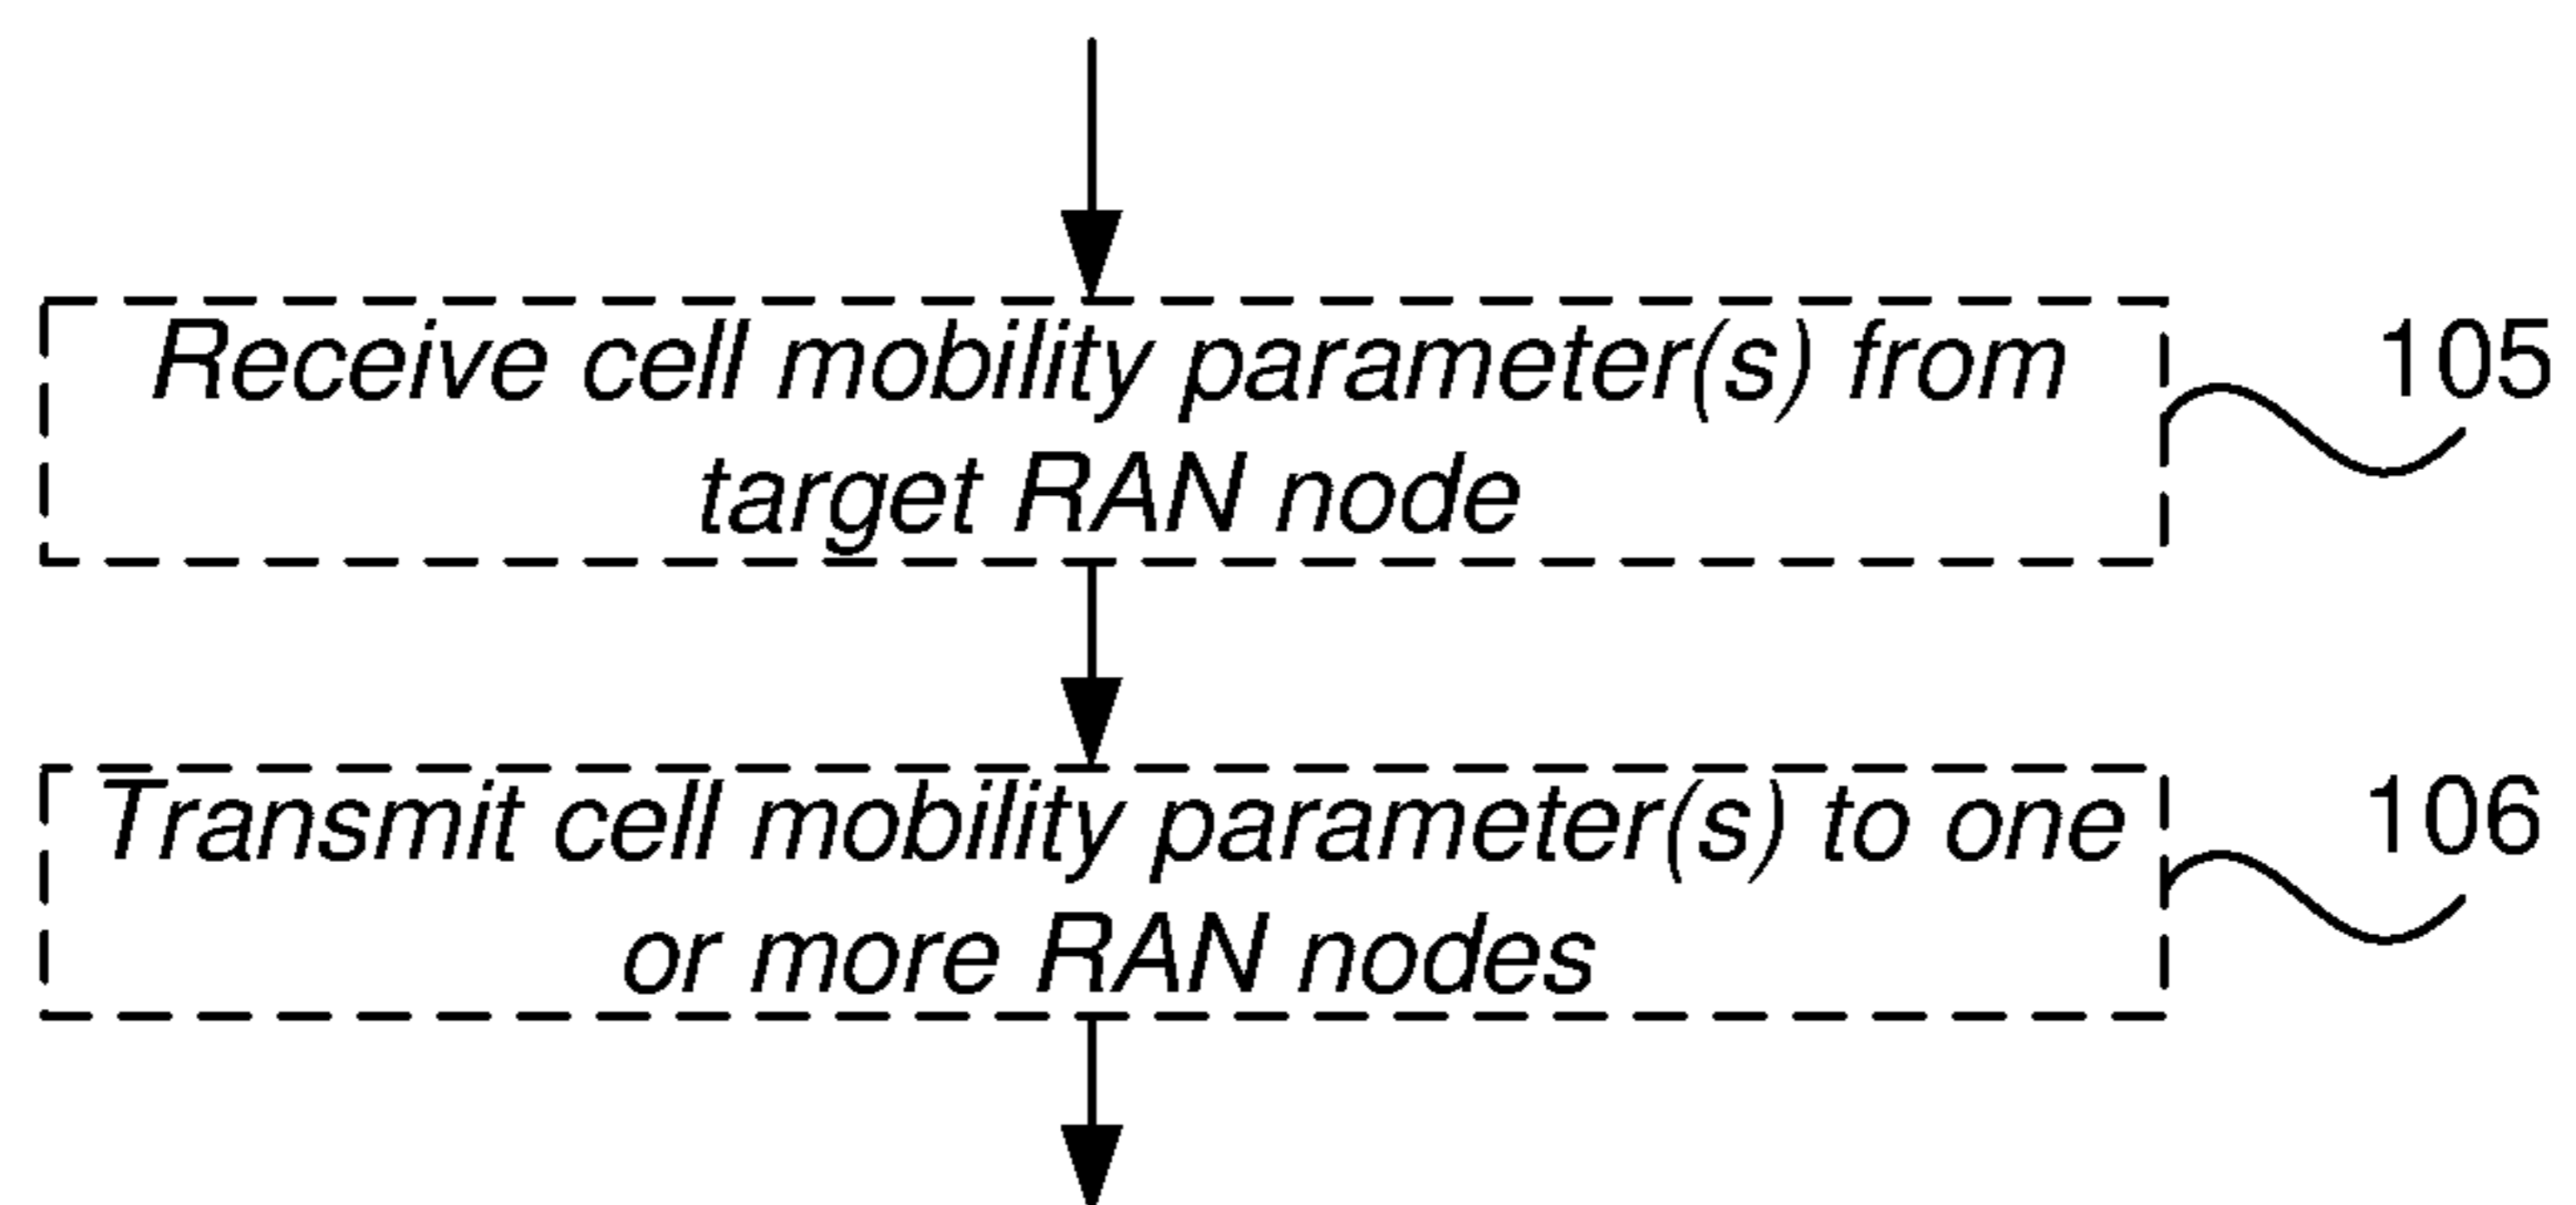 Receive cell mobility parameter(s) from
target RAN node
105
Transmit cell mobility parameter(s) to one
or more RAN nodes
106